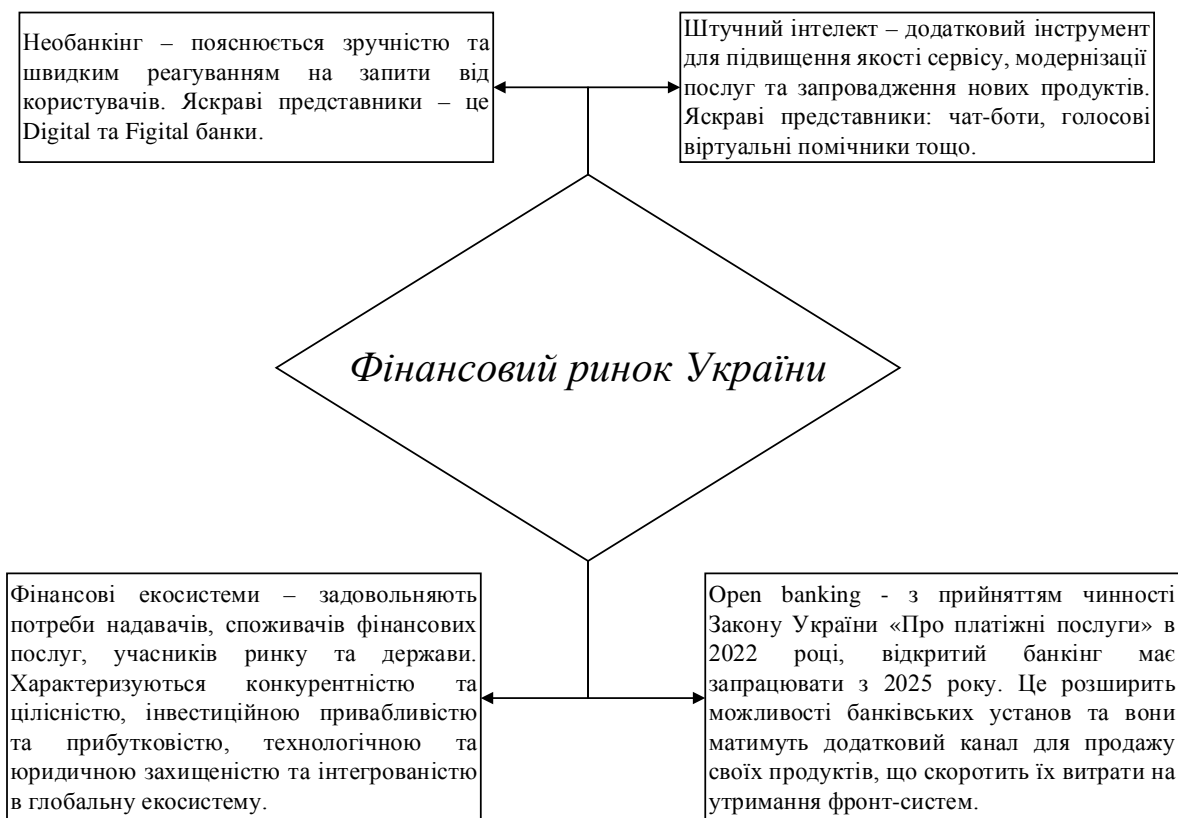 Необанкінг – пояснюється зручністю та
швидким реагуванням на запити від
користувачів. Яскраві представники – це
Digital та Figital банки.
Штучний інтелект – додатковий інструмент
для підвищення якості сервісу, модернізації
послуг та запровадження нових продуктів.
Яскраві представники: чат-боти, голосові
віртуальні помічники тощо.
Фінансовий ринок України
Фінансові екосистеми – задовольняють
потреби надавачів, споживачів фінансових
послуг, учасників ринку та держави.
Характеризуються конкурентністю та
цілісністю, інвестиційною привабливістю
та прибутковістю, технологічною та
юридичною захищеністю та інтегрованістю
в глобальну екосистему.
Open banking - з прийняттям чинності
Закону України «Про платіжні послуги» в
2022 році, відкритий банкінг має
запрацювати з 2025 року. Це розширить
можливості банківських установ та вони
матимуть додатковий канал для продажу
своїх продуктів, що скоротить їх витрати на
утримання фронт-систем.